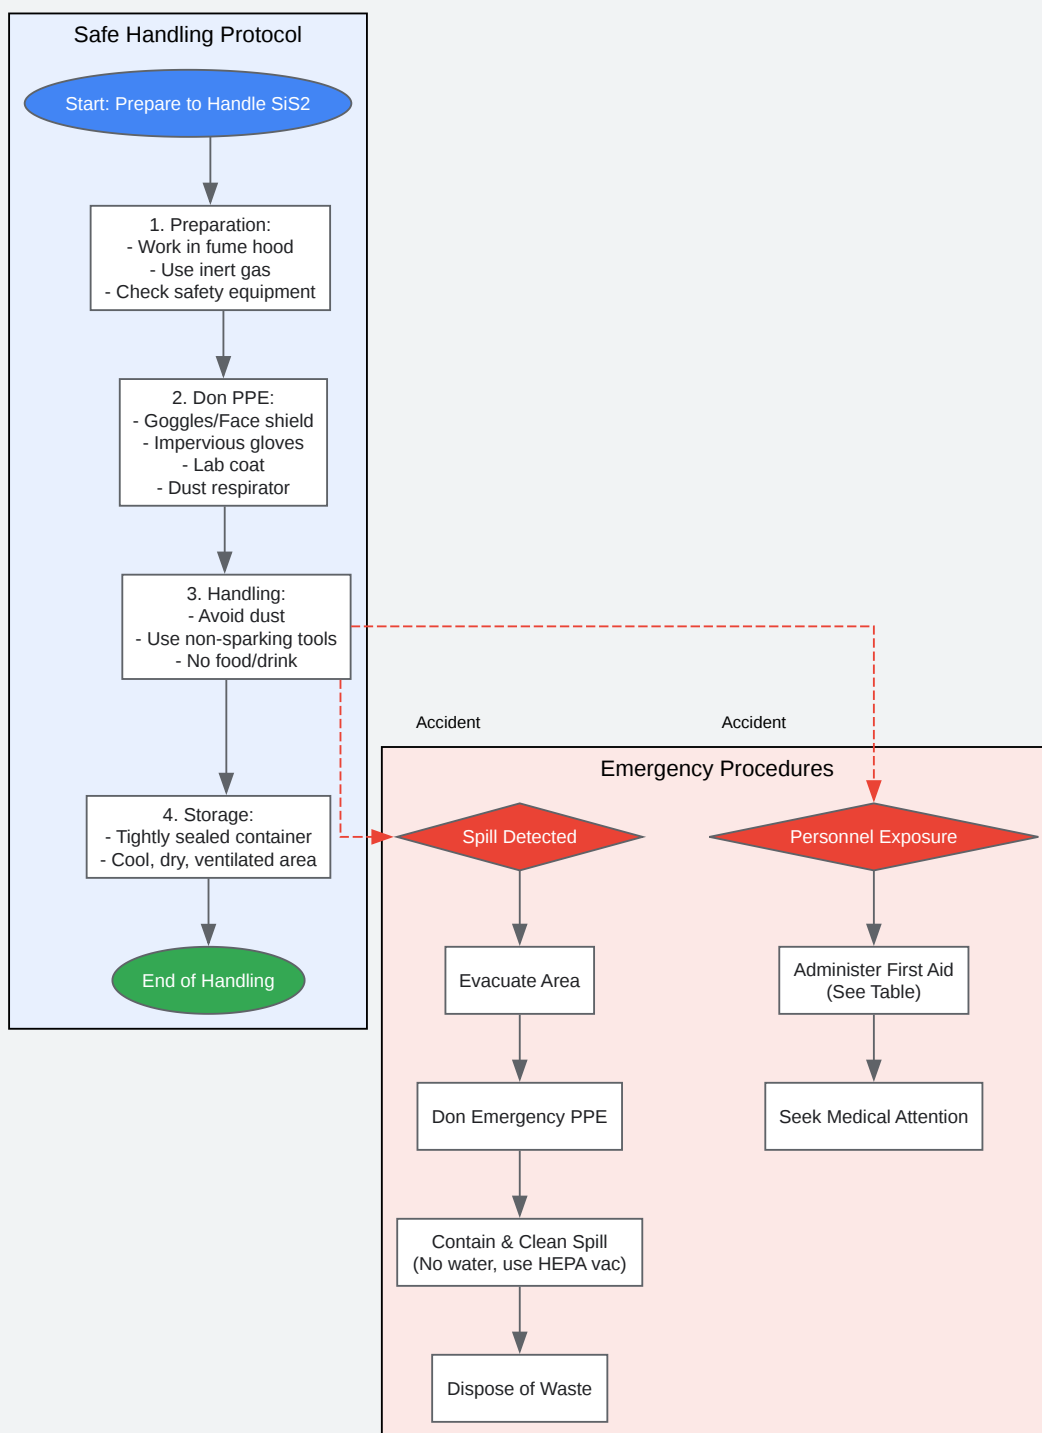 Safe Handling Protocol
Start: Prepare to Handle SiS2
1. Preparation:
- Work in fume hood
- Use inert gas
- Check safety equipment
2. Don PPE:
- Goggles/Face shield
- Impervious gloves
- Lab coat
- Dust respirator
3. Handling:
- Avoid dust
- Use non-sparking tools
- No food/drink
4. Storage:
- Tightly sealed container
- Cool, dry, ventilated area
End of Handling
Accident
Accident
Emergency Procedures
Spill Detected
Evacuate Area
Don Emergency PPE
Contain & Clean Spill
(No water, use HEPA vac)
Dispose of Waste
Personnel Exposure
Administer First Aid
(See Table)
Seek Medical Attention